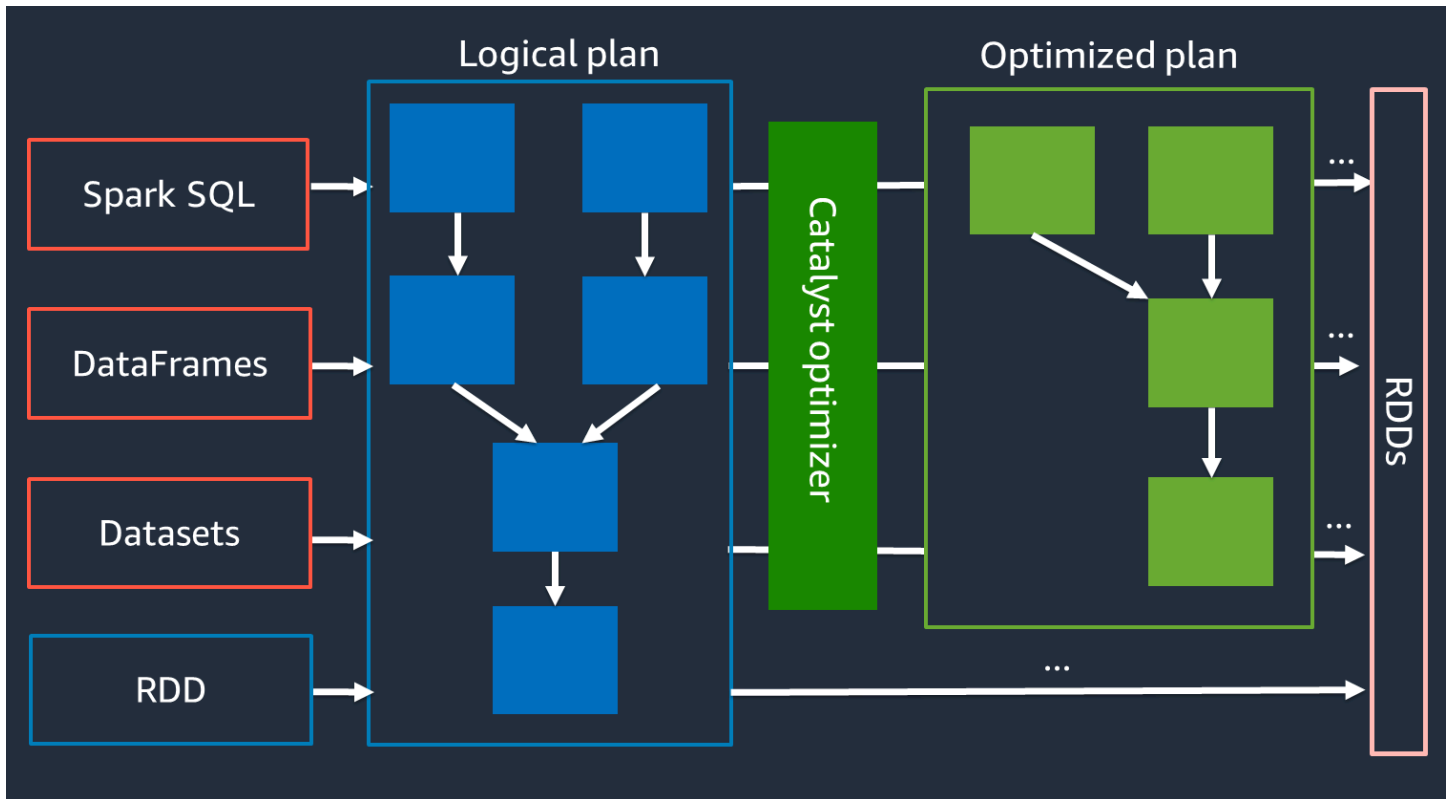 Logical plan
Optimized plan
Spark SQL
DataFrames
Datasets
RDD
Catalyst optimizer
...
...
...
...
RDDs